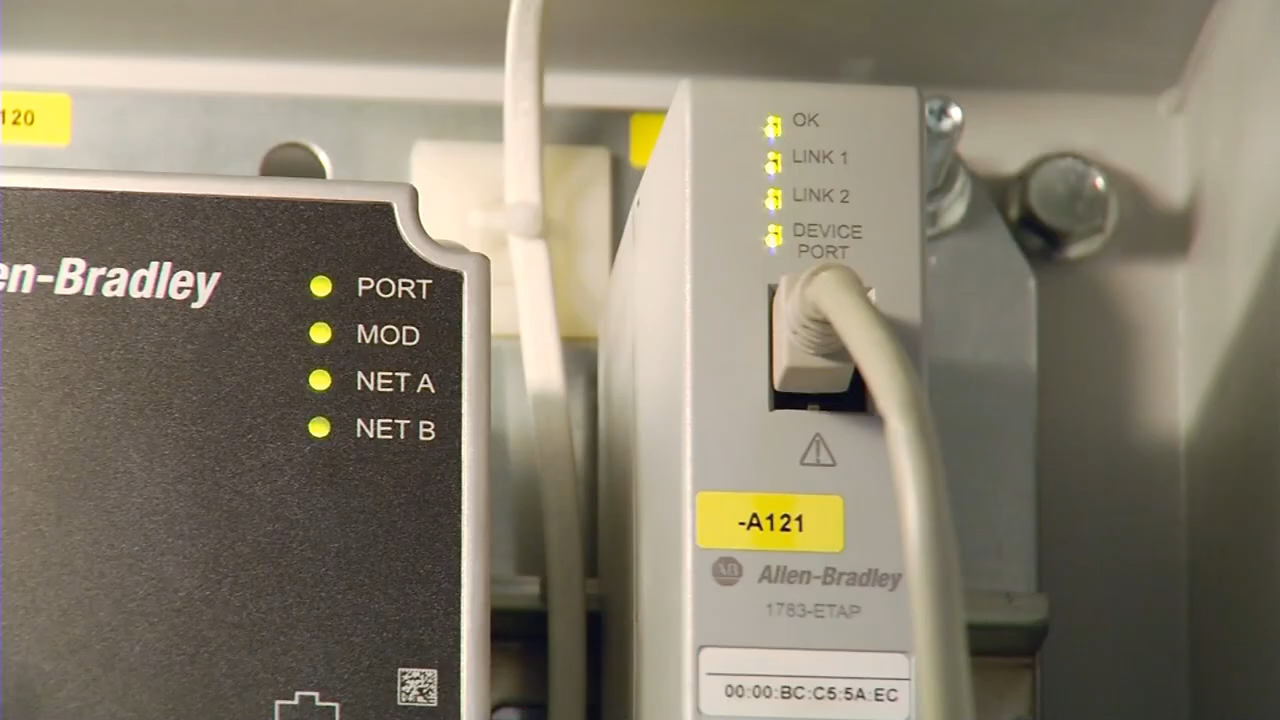 120
en-Bradley
PORT
MOD
NET A
NET B
OK
LINK 1
LINK 2
DEVICE
PORT
-A121
AB Allen-Bradley
1783-ETAP
00:00:BC:C5:5A:EC